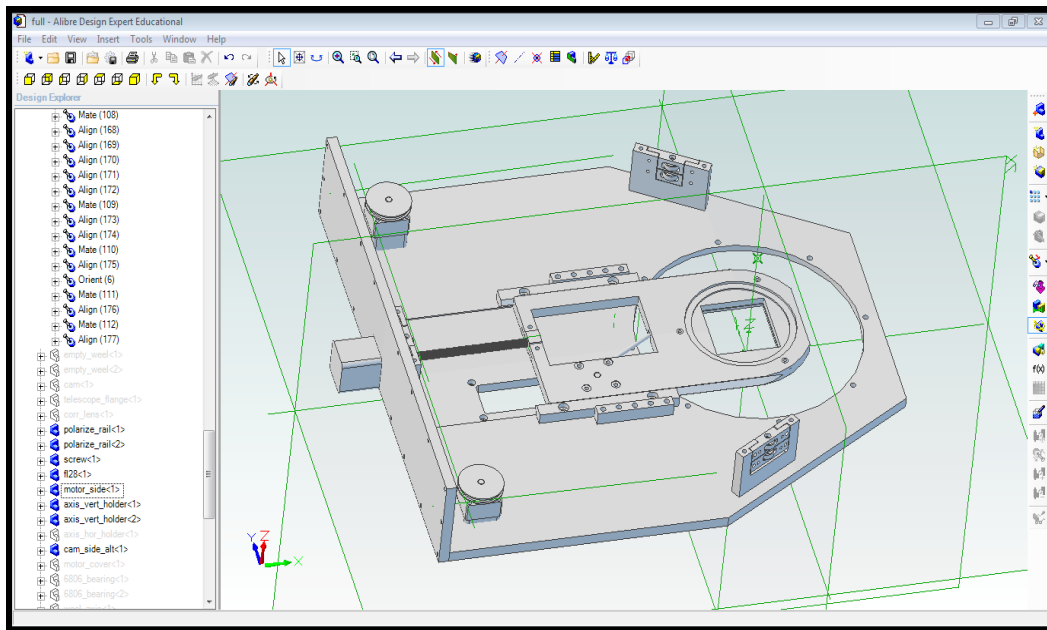 full - Alibre Design Expert Educational
File Edit View Insert Tools Window Help
f(x)
Design Explorer
Mate (108)
Align (168)
Align (169)
Align (170)
Align (171)
Align (172)
Mate (109)
Align (173)
Align (174)
Mate (110)
Align (175)
Orient (6)
Mate (111)
Align (176)
Mate (112)
Align (177)
empty_weel<1>
empty_weel<2>
cam<1>
telescope_flange<1>
corr_lens<1>
polarize_rail<1>
polarize_rail<2>
screw<1>
fl28<1>
motor_side<1>
axis_vert_holder<1>
axis_vert_holder<2>
axis_hor_holder<1>
cam_side_alt<1>
motor_cover<1>
6806_bearing<1>
6806_bearing<2>
Y Z
X